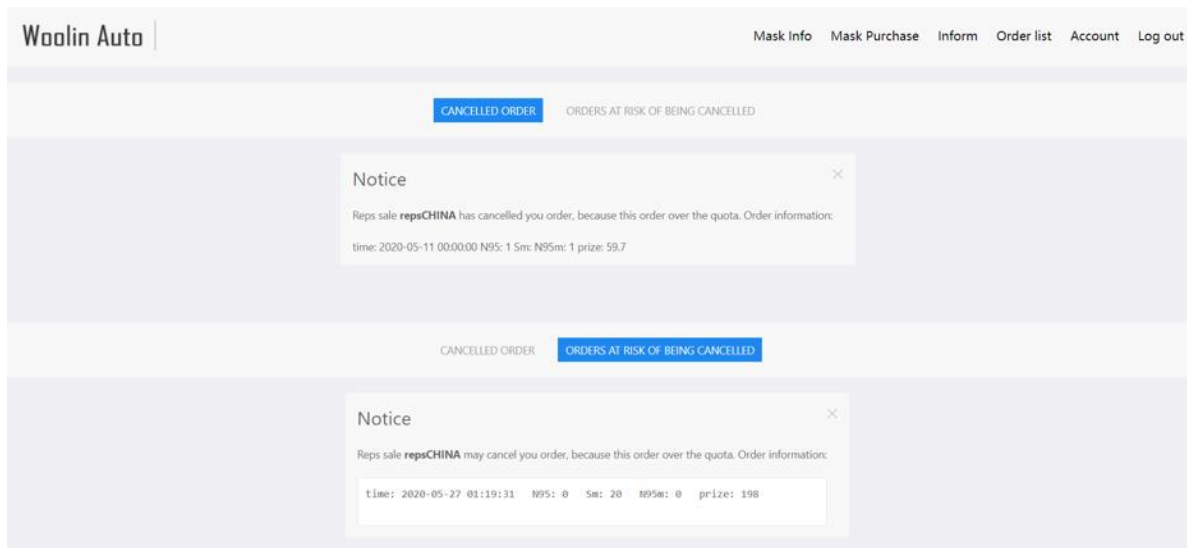 Woolin Auto
Mask Info Mask Purchase Inform Order list Account Log out
CANCELLED ORDER ORDERS AT RISK OF BEING CANCELLED
Notice
Reps sale repsCHINA has cancelled you order, because this order over the quota. Order information:
time: 2020-05-11 00:00:00 N95: 1 Sm: N95m: 1 prize: 59.7
CANCELLED ORDER ORDERS AT RISK OF BEING CANCELLED
Notice
Reps sale repsCHINA may cancel you order, because this order over the quota. Order information:
time: 2020-05-27 01:19:31 N95: 0 Sm: 20 N95m: 0 prize: 198